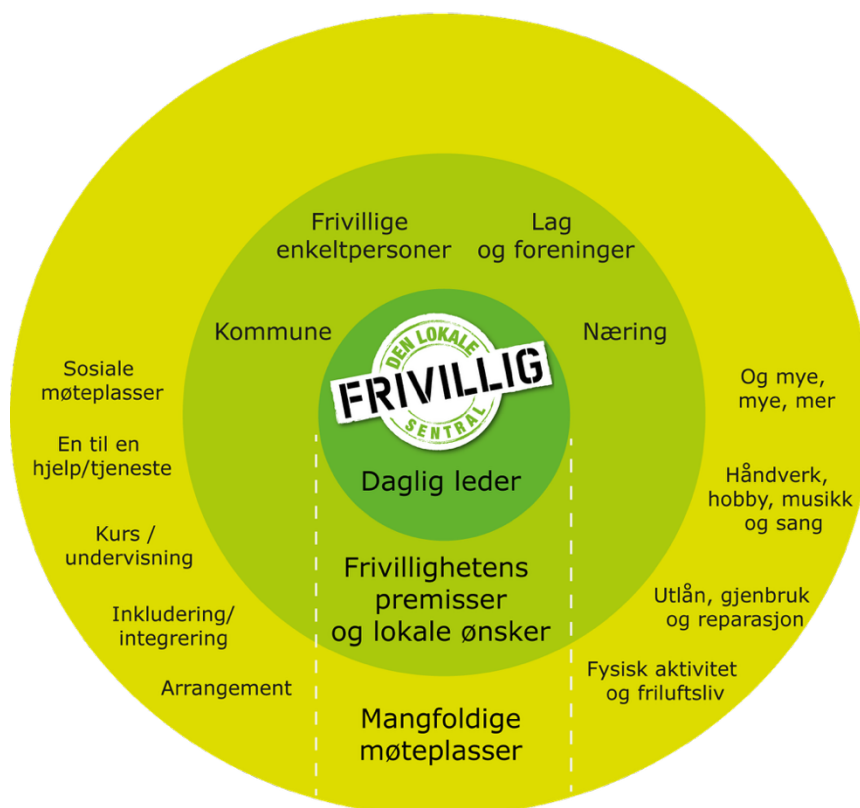 Frivillige
enkeltpersoner
Lag
og foreninger
Kommune
Næring
DEN LOKALE
FRIVILLIG
SENTRAL
Daglig leder
Frivillighetens
premisser
og lokale ønsker
Mangfoldige
møteplasser
Sosiale
møteplasser
En til en
hjelp/tjeneste
Kurs /
undervisning
Inkludering/
integrering
Arrangement
Og mye,
mye, mer
Håndverk,
hobby, musikk
og sang
Utlån, gjenbruk
og reparasjon
Fysisk aktivitet
og friluftsliv